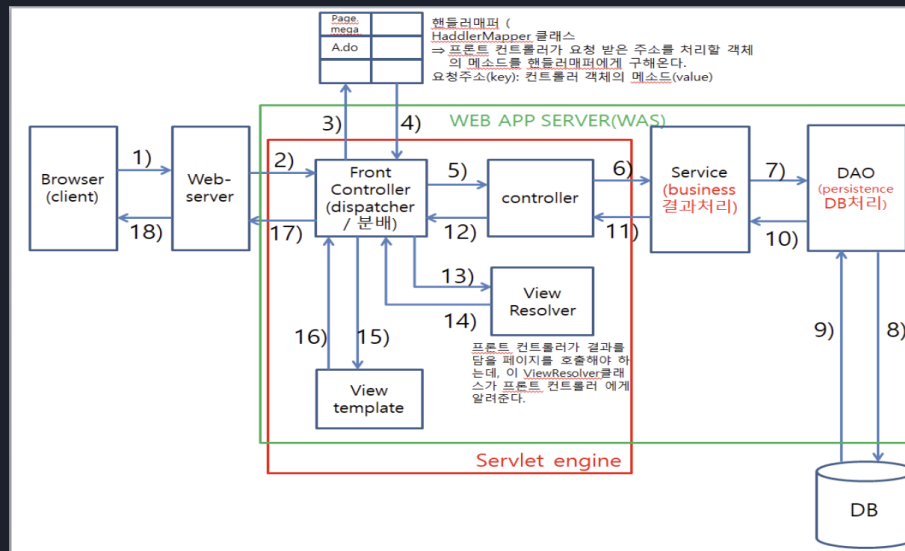 Page.
mega
A.do
핸들러매퍼 (
HaddlerMapper 클래스
⇒ 프론트 컨트롤러가 요청 받은 주소를 처리할 객체
의 메소드를 핸들러매퍼에게 구해온다.
요청주소(key): 컨트롤러 객체의 메소드(value)
3)
4)
WEB APP SERVER(WAS)
Browser
(client)
1)
18)
Web-
server
2)
17)
Front
Controller
(dispatcher
/ 분배)
5)
12)
controller
6)
11)
Service
(business
결과처리)
7)
10)
DAO
(persistence
DB처리)
13)
14)
View
Resolver
16)
15)
9)
8)
프론트 컨트롤러가 결과를
담을 페이지를 호출해야 하
는데, 이 ViewResolver클래
스가 프론트 컨트롤러 에게
알려준다.
View
template
Servlet engine
DB